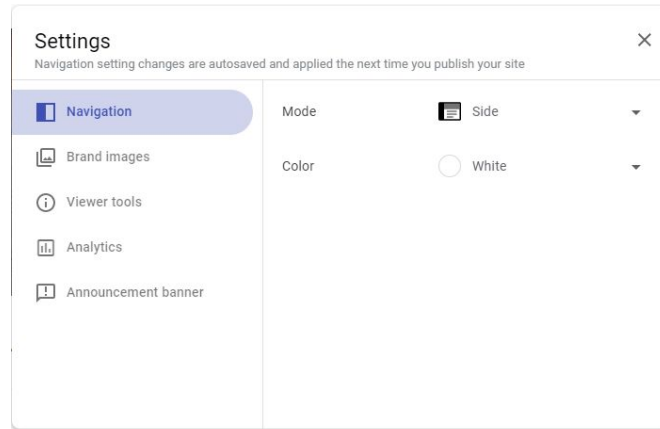 Settings
Navigation setting changes are autosaved and applied the next time you publish your site
Navigation
Mode
Side
Brand images
Color
White
Viewer tools
Analytics
Announcement banner